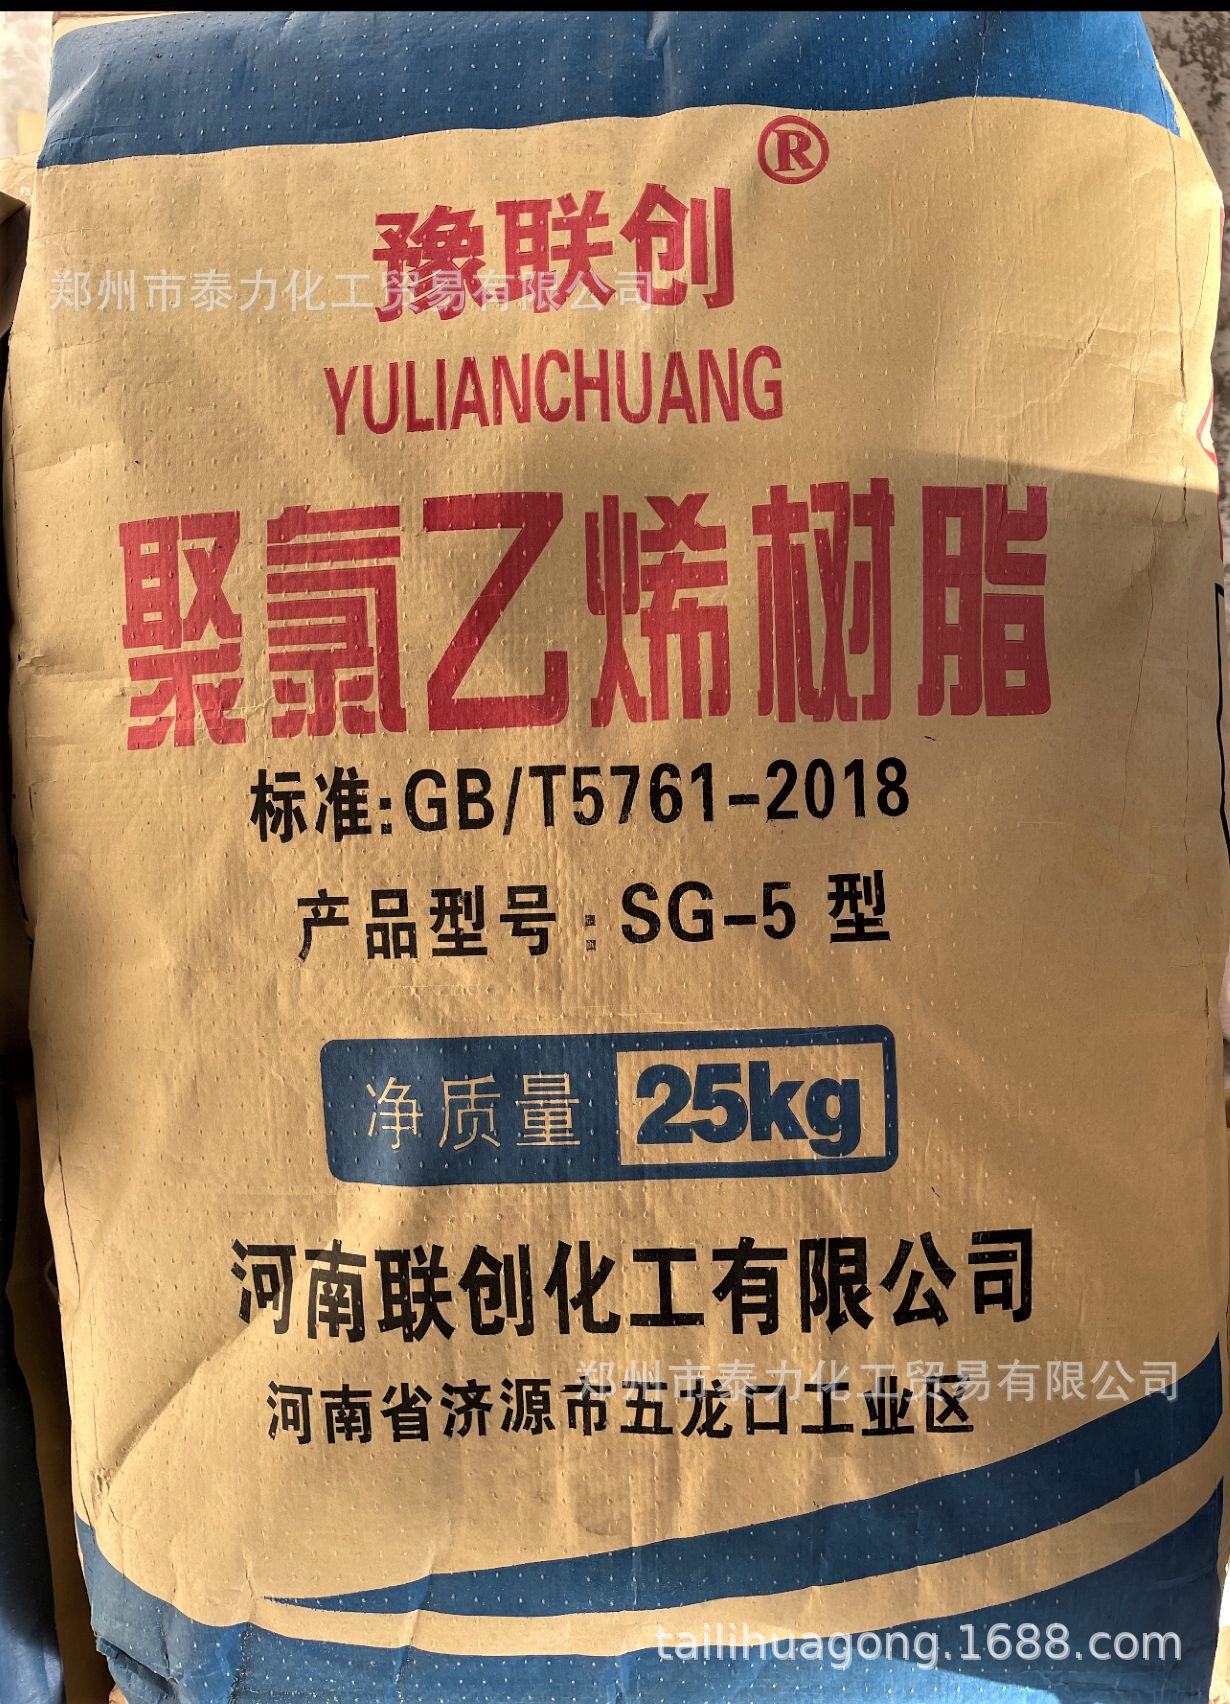 ®
豫联创
郑州市泰力化工贸易有限公司
YULIANCHUANG
聚氯乙烯树脂
标准:GB/T5761-2018
产品型号:SG-5 型
净质量 25kg
河南联创化工有限公司
郑州市泰力化工贸易有限公司
河南省济源市五龙口工业区
tailihuagong.1688.com